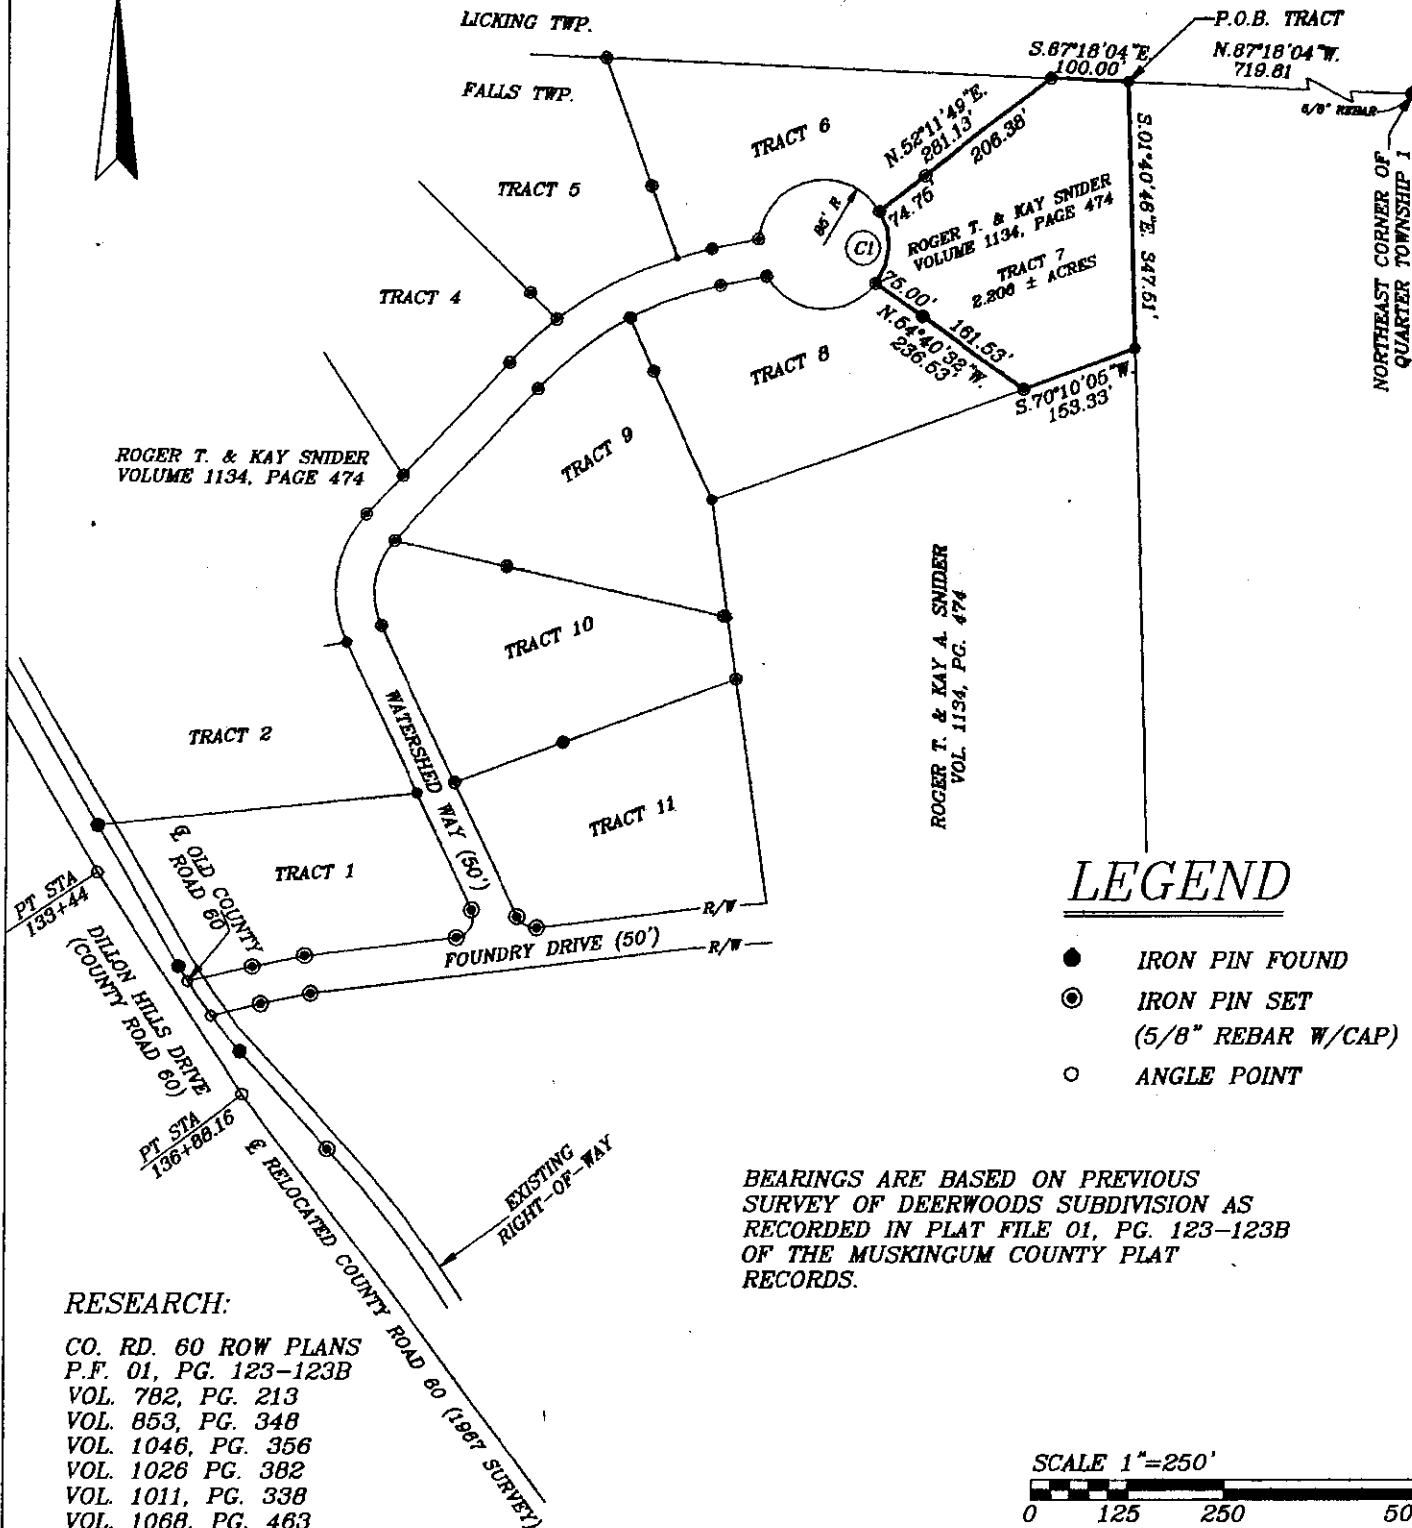 LICKING TWP.
P.O.B. TRACT
S.87°18'04"E.
100.00'
N.87°18'04"W.
719.81
5/8" REBAR
FALLS TWP.
TRACT 6
N.52°11'49"E.
281.13'
206.38'
74.75'
S.01°40'46"E. 347.51'
NORTHEAST CORNER OF
QUARTER TOWNSHIP 1
TRACT 5
85' R
C1
ROGER T. & KAY SNIDER
VOLUME 1134, PAGE 474
TRACT 7
2.206 ± ACRES
TRACT 4
75.00'
161.53'
N.54°40'32"W.
236.53'
TRACT 8
S.70°10'05"W.
153.33'
ROGER T. & KAY SNIDER
VOLUME 1134, PAGE 474
TRACT 9
TRACT 10
ROGER T. & KAY A. SNIDER
VOL. 1134, PG. 474
TRACT 2
WATERSHED WAY (50')
TRACT 11
TRACT 1
℄ OLD COUNTY
ROAD 60
PT STA
133+44
DILLON HILLS DRIVE
(COUNTY ROAD 60)
FOUNDRY DRIVE (50')
R/W
R/W
LEGEND
IRON PIN FOUND
IRON PIN SET
(5/8" REBAR W/CAP)
ANGLE POINT
PT STA
136+88.16
℄ RELOCATED COUNTY ROAD 60 (1967 SURVEY)
EXISTING
RIGHT-OF-WAY
BEARINGS ARE BASED ON PREVIOUS
SURVEY OF DEERWOODS SUBDIVISION AS
RECORDED IN PLAT FILE 01, PG. 123-123B
OF THE MUSKINGUM COUNTY PLAT
RECORDS.
RESEARCH:
CO. RD. 60 ROW PLANS
P.F. 01, PG. 123-123B
VOL. 782, PG. 213
VOL. 853, PG. 348
VOL. 1046, PG. 356
VOL. 1026 PG. 382
VOL. 1011, PG. 338
VOL. 1068, PG. 463
SCALE 1"=250'
0 125 250 50